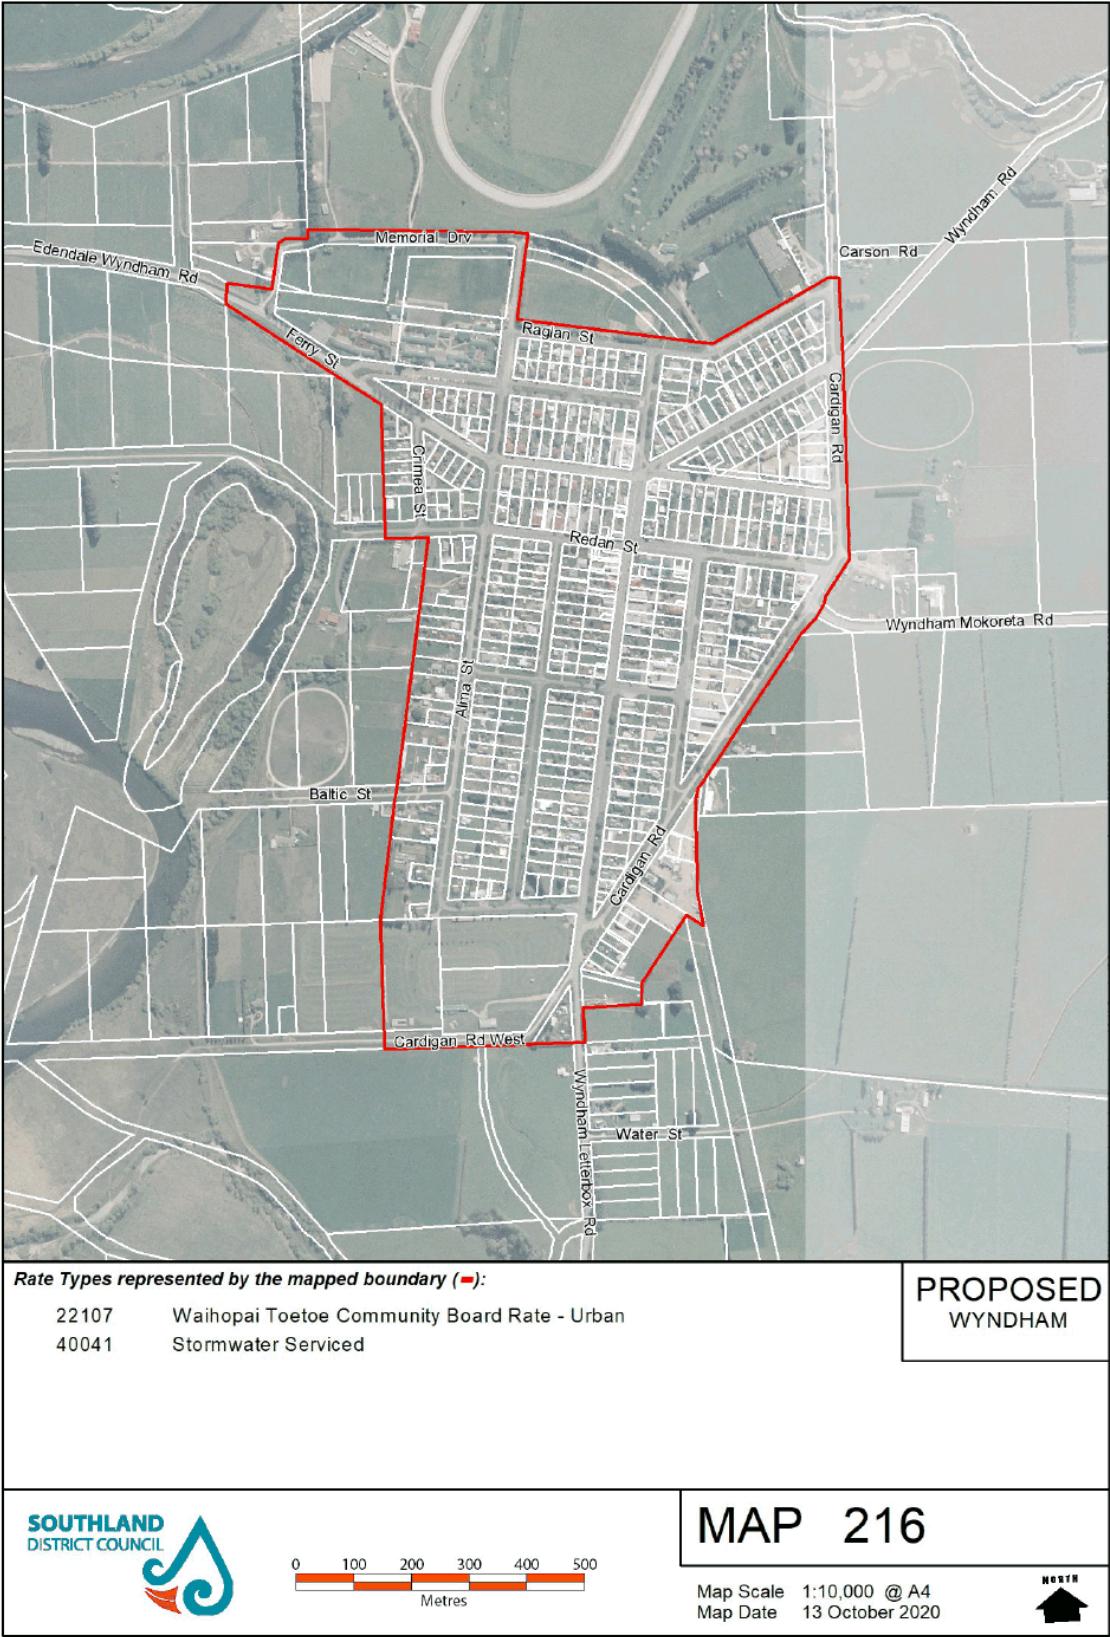 Memorial Drv
Edendale Wyndham Rd
Wyndham Rd
Carson Rd
Raglan St
Ferry St
Cardigan Rd
Crimea St
Redan St
Wyndham Mokoreta Rd
Alma St
Baltic St
Cardigan Rd
Cardigan Rd West
Wyndham Letterbox Rd
Water St
Rate Types represented by the mapped boundary ( ):
22107 Waihopai Toetoe Community Board Rate - Urban
40041 Stormwater Serviced
PROPOSED
WYNDHAM
SOUTHLAND
DISTRICT COUNCIL
0 100 200 300 400 500
Metres
MAP 216
Map Scale 1:10,000 @ A4
Map Date 13 October 2020
NORTH